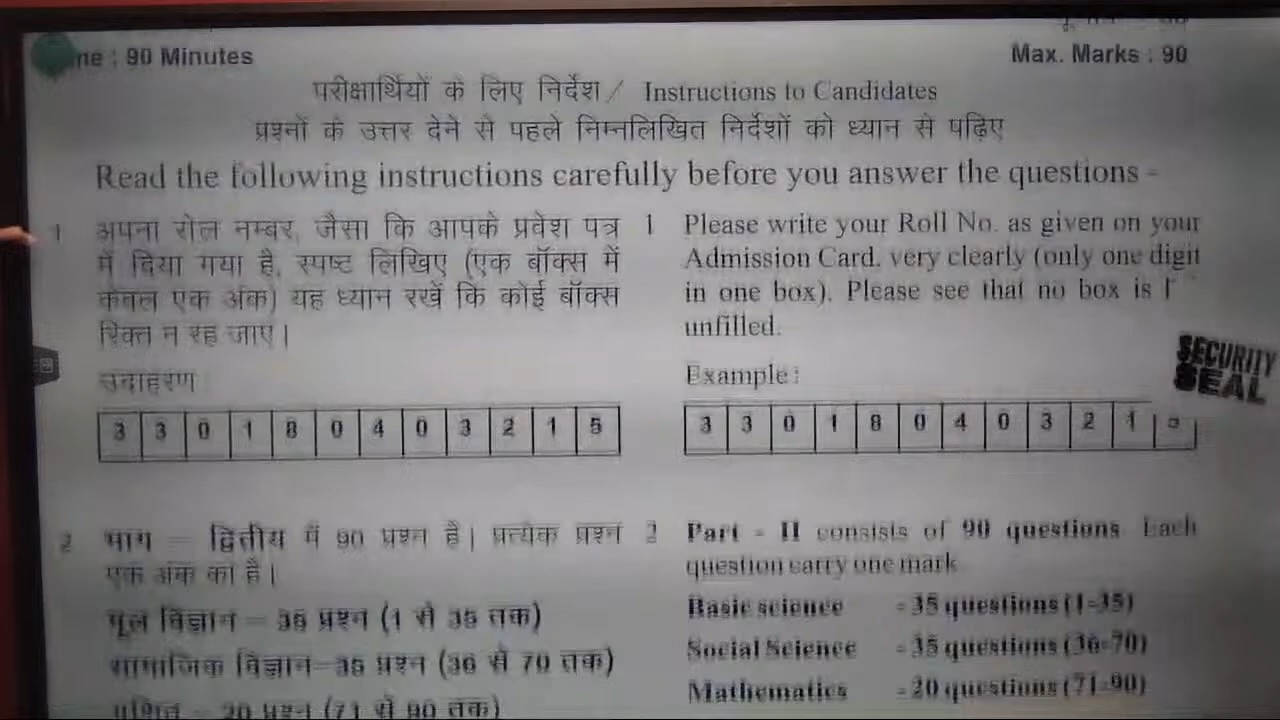 : 90 Minutes
Max. Marks : 90
परीक्षार्थियों के लिए निर्देश / Instructions to Candidates
प्रश्नों के उत्तर देने से पहले निम्नलिखित निर्देशों को ध्यान से पढ़िए
Read the following instructions carefully before you answer the questions -
1 अपना रोल नम्बर, जैसा कि आपके प्रवेश पत्र
में दिया गया है, स्पष्ट लिखिए (एक बॉक्स में
केवल एक अंक) यह ध्यान रखें कि कोई बॉक्स
रिक्त न रह जाए।
उदाहरण
3 3 0 1 8 0 4 0 3 2 1 5
1 Please write your Roll No. as given on your
Admission Card. very clearly (only one digit
in one box). Please see that no box is
unfilled.
Example :
3 3 0 1 8 0 4 0 3 2 1
SECURITY
SEAL
2 भाग - द्वितीय में 90 प्रश्न है। प्रत्येक प्रश्न
एक अंक का है।
मूल विज्ञान - 35 प्रश्न (1 से 35 तक)
सामाजिक विज्ञान-35 प्रश्न (36 से 70 तक)
गणित - 20 प्रश्न (71 से 90 तक)
2 Part - II consists of 90 questions Each
question carry one mark
Basic science - 35 questions (1-35)
Social Science - 35 questions (36-70)
Mathematics - 20 questions (71-90)